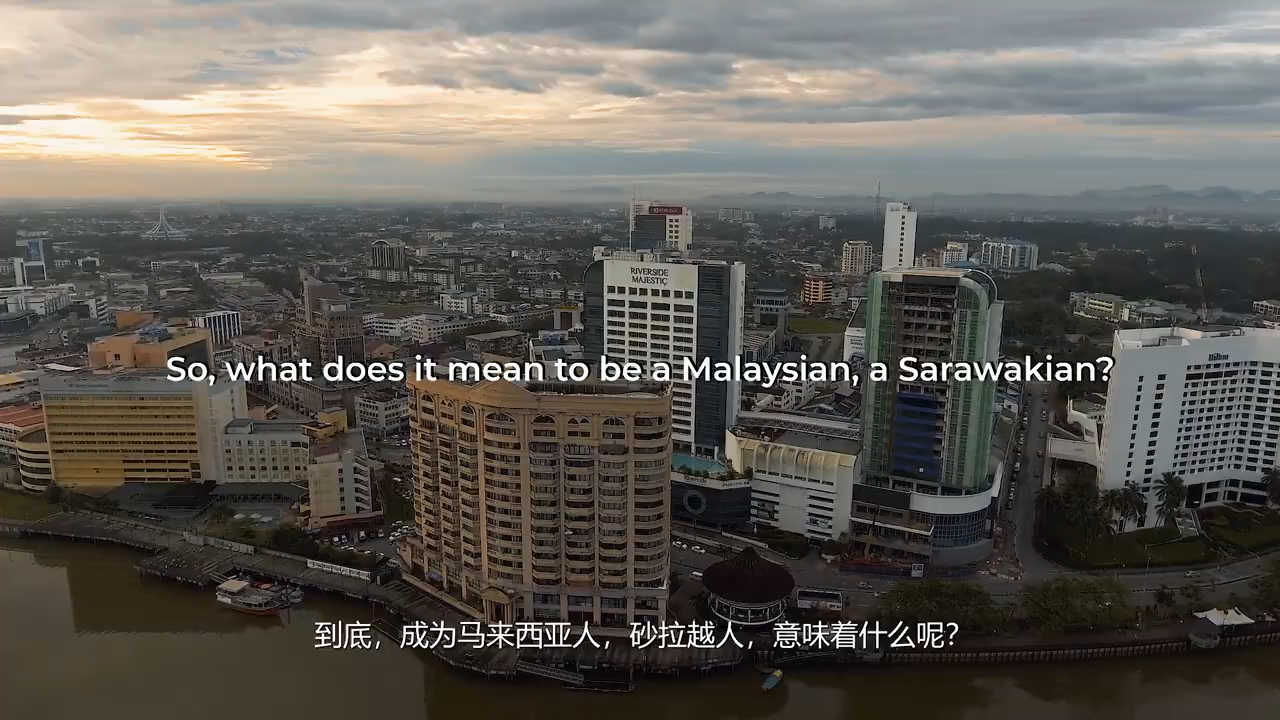 RIVERSIDE
MAJESTIC
Hilton
So, what does it mean to be a Malaysian, a Sarawakian?
到底，成为马来西亚人，砂拉越人，意味着什么呢？